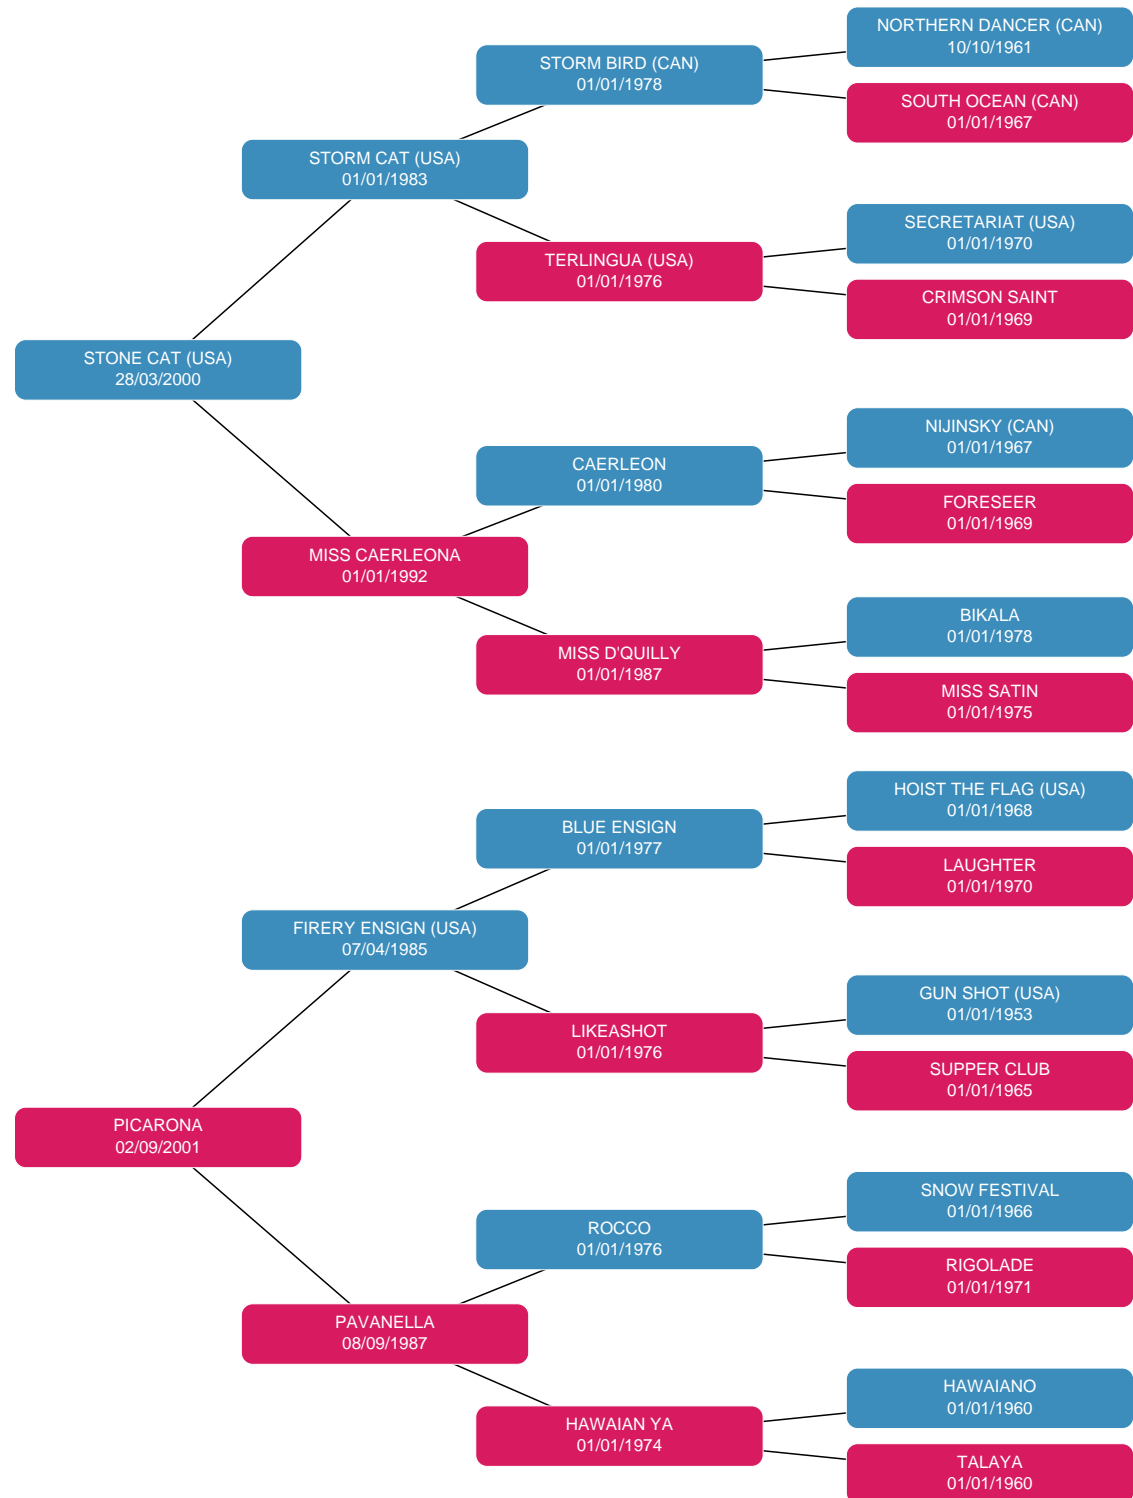 NORTHERN DANCER (CAN)
10/10/1961
STORM BIRD (CAN)
01/01/1978
SOUTH OCEAN (CAN)
01/01/1967
STORM CAT (USA)
01/01/1983
SECRETARIAT (USA)
01/01/1970
TERLINGUA (USA)
01/01/1976
CRIMSON SAINT
01/01/1969
STONE CAT (USA)
28/03/2000
NIJINSKY (CAN)
01/01/1967
CAERLEON
01/01/1980
FORESEER
01/01/1969
MISS CAERLEONA
01/01/1992
BIKALA
01/01/1978
MISS D'QUILLY
01/01/1987
MISS SATIN
01/01/1975
HOIST THE FLAG (USA)
01/01/1968
BLUE ENSIGN
01/01/1977
LAUGHTER
01/01/1970
FIRERY ENSIGN (USA)
07/04/1985
GUN SHOT (USA)
01/01/1953
LIKEASHOT
01/01/1976
SUPPER CLUB
01/01/1965
PICARONA
02/09/2001
SNOW FESTIVAL
01/01/1966
ROCCO
01/01/1976
RIGOLADE
01/01/1971
PAVANELLA
08/09/1987
HAWAIANO
01/01/1960
HAWAIAN YA
01/01/1974
TALAYA
01/01/1960